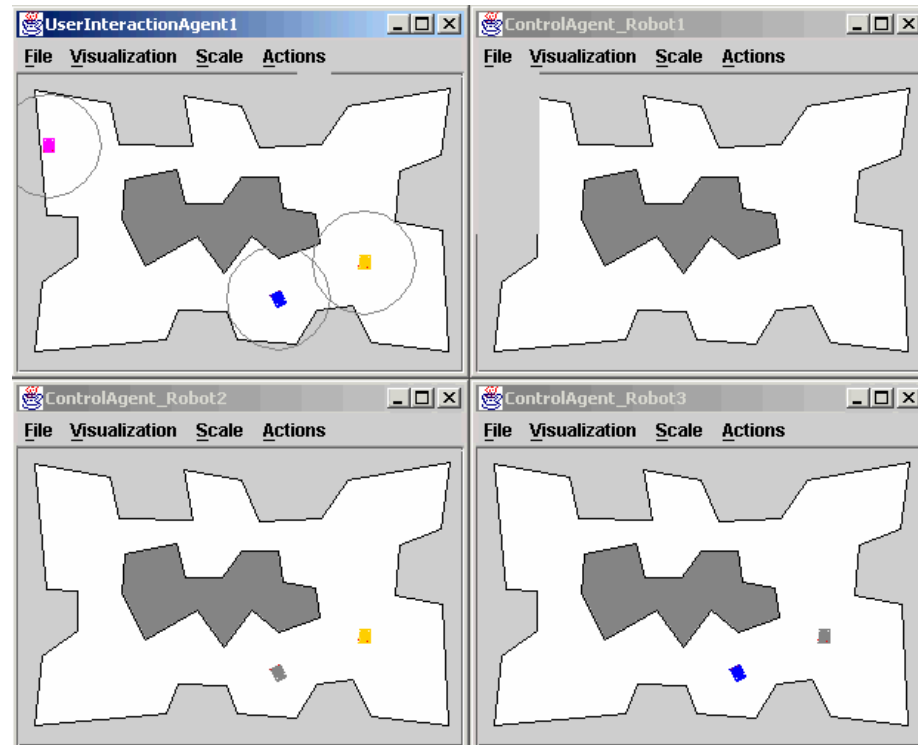 UserInteractionAgent1
File Visualization Scale Actions
ControlAgent_Robot1
File Visualization Scale Actions
ControlAgent_Robot2
File Visualization Scale Actions
ControlAgent_Robot3
File Visualization Scale Actions